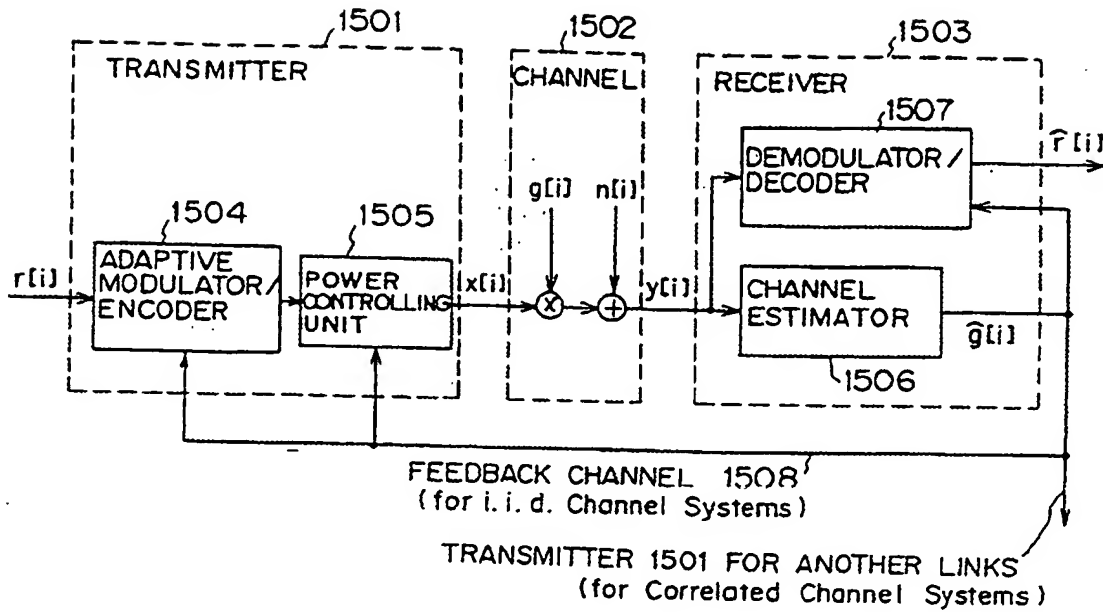 1501
1502
1503
TRANSMITTER
CHANNEL
RECEIVER
1507
DEMODULATOR/
DECODER
r̂[i]
g[i]
n[i]
1504
1505
ADAPTIVE
MODULATOR/
ENCODER
r[i]
POWER
CONTROLLING
UNIT
x[i]
×
+
y[i]
CHANNEL
ESTIMATOR
ĝ[i]
1506
FEEDBACK CHANNEL 1508
(for i.i.d. Channel Systems)
TRANSMITTER 1501 FOR ANOTHER LINKS
(for Correlated Channel Systems)